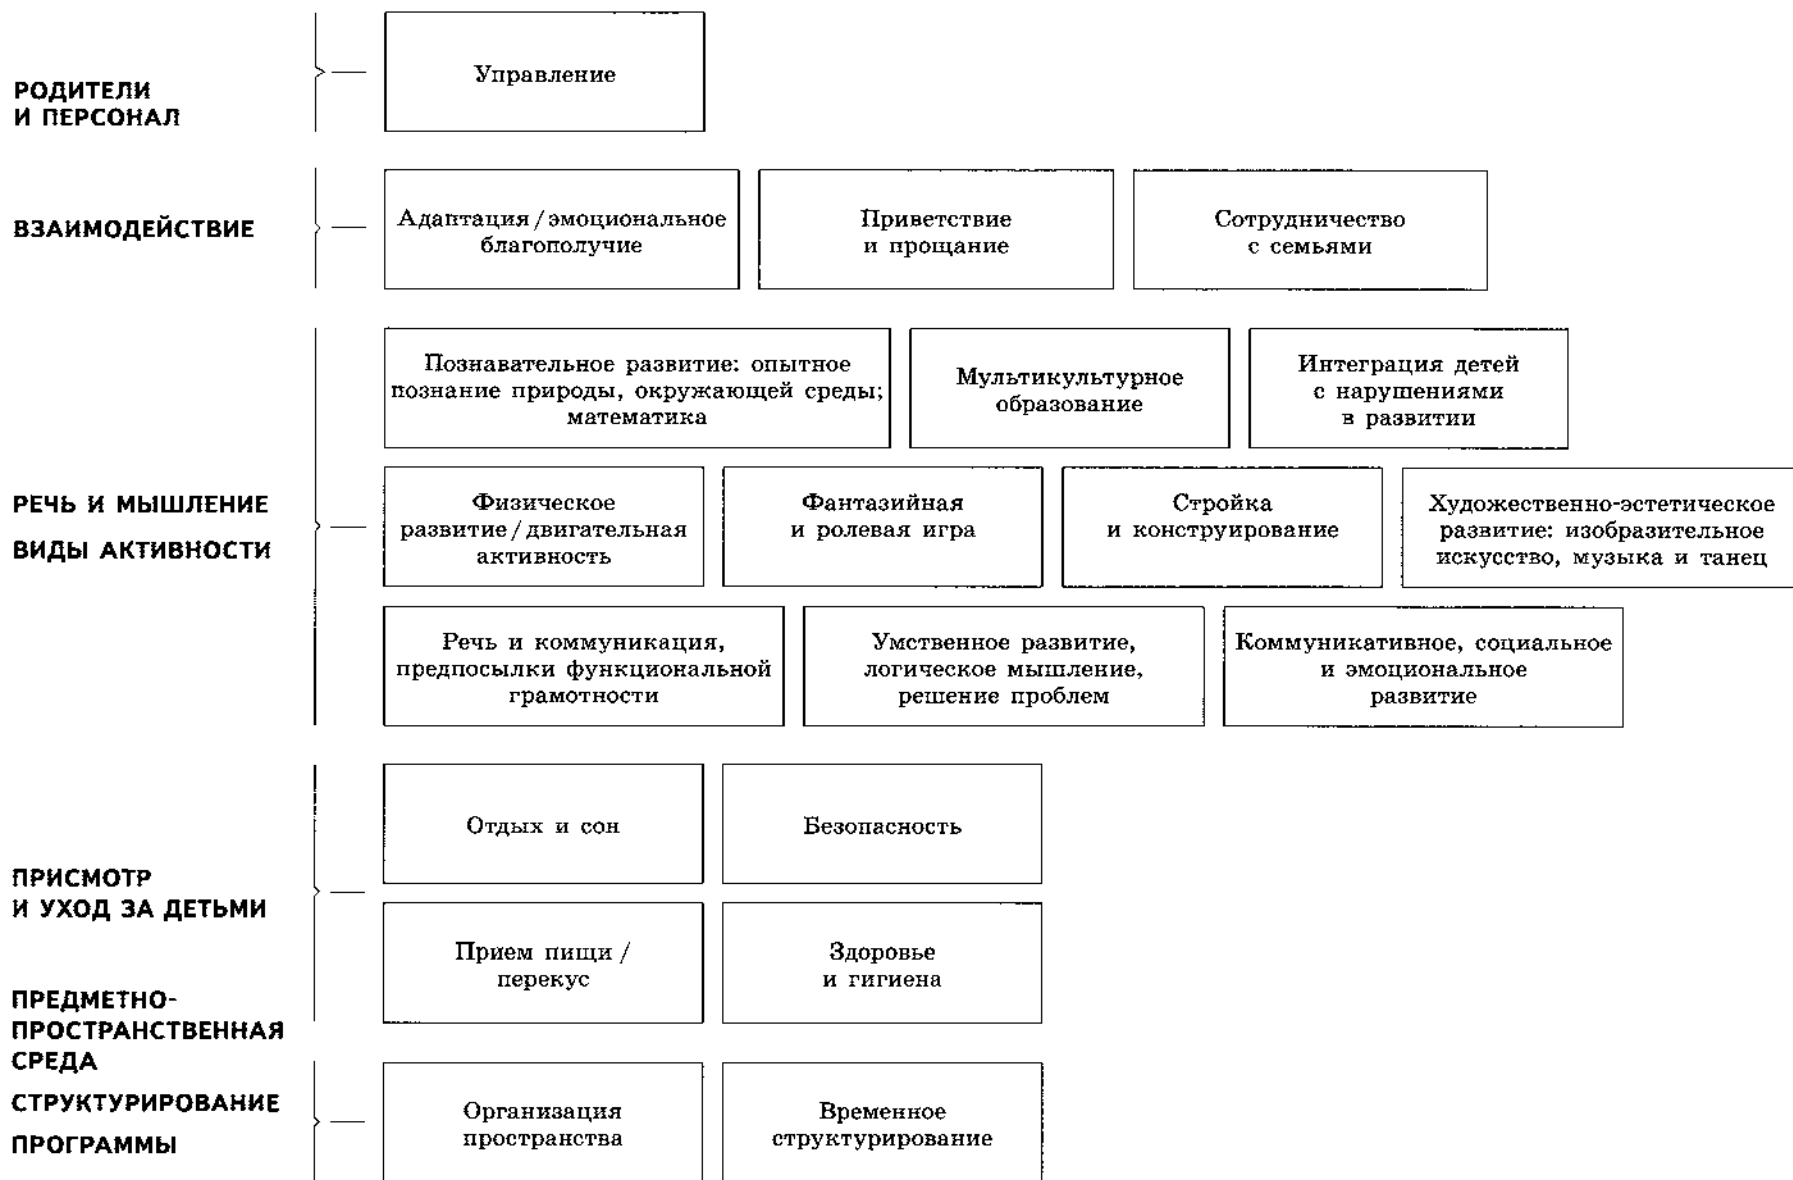 РОДИТЕЛИ
И ПЕРСОНАЛ
Управление
ВЗАИМОДЕЙСТВИЕ
Адаптация / эмоциональное
благополучие
Приветствие
и прощание
Сотрудничество
с семьями
РЕЧЬ И МЫШЛЕНИЕ
ВИДЫ АКТИВНОСТИ
Познавательное развитие: опытное
познание природы, окружающей среды;
математика
Мультикультурное
образование
Интеграция детей
с нарушениями
в развитии
Физическое
развитие / двигательная
активность
Фантазийная
и ролевая игра
Стройка
и конструирование
Художественно-эстетическое
развитие: изобразительное
искусство, музыка и танец
Речь и коммуникация,
предпосылки функциональной
грамотности
Умственное развитие,
логическое мышление,
решение проблем
Коммуникативное, социальное
и эмоциональное
развитие
ПРИСМОТР
И УХОД ЗА ДЕТЬМИ
Отдых и сон
Безопасность
Прием пищи /
перекус
Здоровье
и гигиена
ПРЕДМЕТНО-
ПРОСТРАНСТВЕННАЯ
СРЕДА
СТРУКТУРИРОВАНИЕ
ПРОГРАММЫ
Организация
пространства
Временное
структурирование